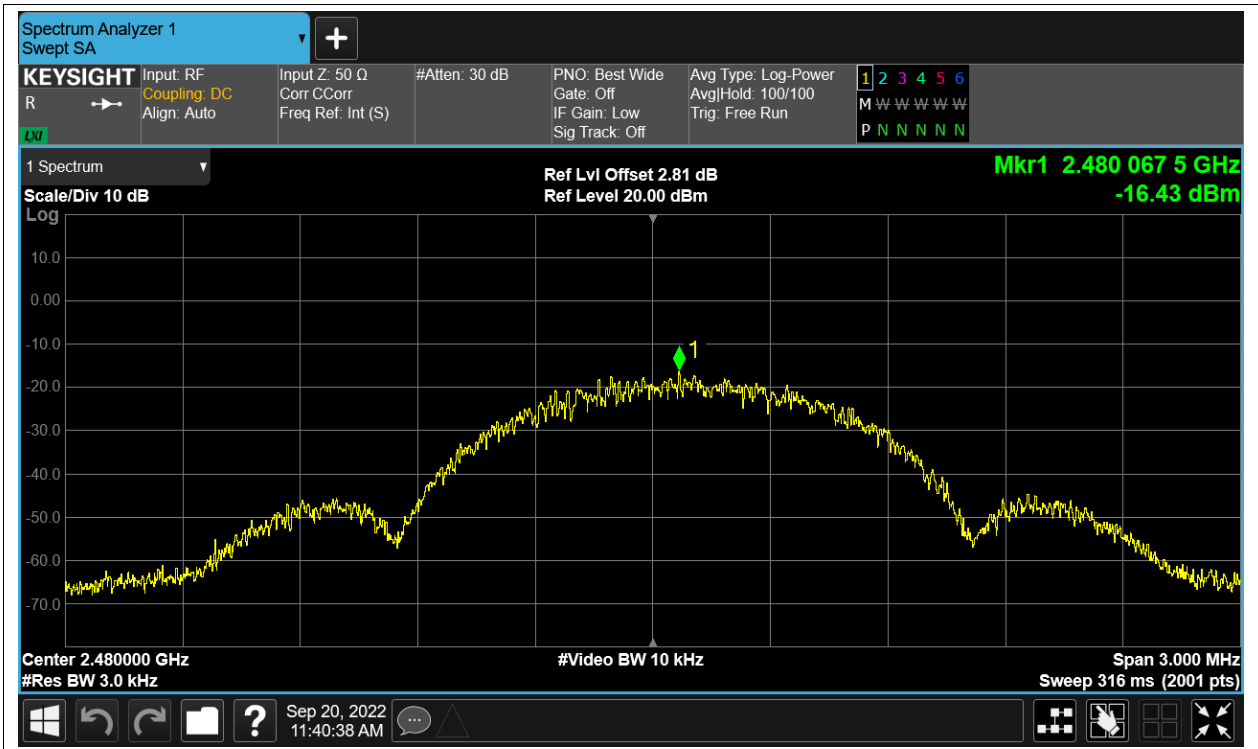 Spectrum Analyzer 1
Swept SA
KEYSIGHT
R
LXI
Input: RF
Coupling: DC
Align: Auto
Input Z: 50 Ω
Corr CCorr
Freq Ref: Int (S)
#Atten: 30 dB
PNO: Best Wide
Gate: Off
IF Gain: Low
Sig Track: Off
Avg Type: Log-Power
Avg|Hold: 100/100
Trig: Free Run
1 2 3 4 5 6
M W W W W W
P N N N N N
1 Spectrum
Scale/Div 10 dB
Ref Lvl Offset 2.81 dB
Ref Level 20.00 dBm
Mkr1 2.480 067 5 GHz
-16.43 dBm
Log
10.0
0.00
-10.0
1
-20.0
-30.0
-40.0
-50.0
-60.0
-70.0
Center 2.480000 GHz
#Video BW 10 kHz
Span 3.000 MHz
#Res BW 3.0 kHz
Sweep 316 ms (2001 pts)
?
Sep 20, 2022
11:40:38 AM